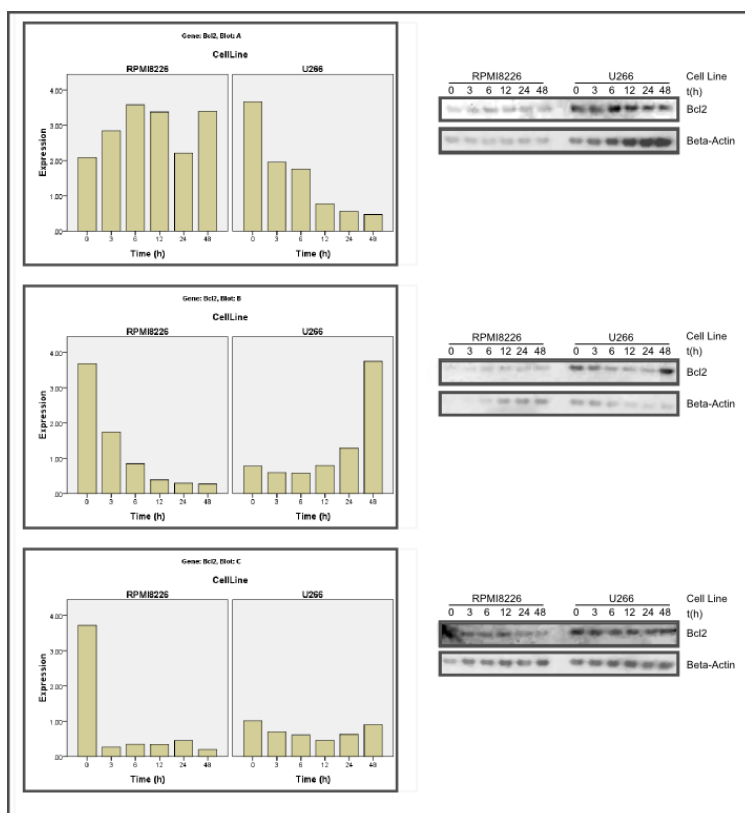 Gene: Bcl2, Blot: A
CellLine
RPMI8226 U266
Expression
4.00
3.00
2.00
1.00
.00
0 3 6 12 24 48 0 3 6 12 24 48
Time (h) Time (h)
RPMI8226 U266 Cell Line
0 3 6 12 24 48 0 3 6 12 24 48 t(h)
Bcl2
Beta-Actin
Gene: Bcl2, Blot: B
CellLine
RPMI8226 U266
Expression
4.00
3.00
2.00
1.00
.00
0 3 6 12 24 48 0 3 6 12 24 48
Time (h) Time (h)
RPMI8226 U266 Cell Line
0 3 6 12 24 48 0 3 6 12 24 48 t(h)
Bcl2
Beta-Actin
Gene: Bcl2, Blot: C
CellLine
RPMI8226 U266
Expression
4.00
3.00
2.00
1.00
.00
0 3 6 12 24 48 0 3 6 12 24 48
Time (h) Time (h)
RPMI8226 U266 Cell Line
0 3 6 12 24 48 0 3 6 12 24 48 t(h)
Bcl2
Beta-Actin